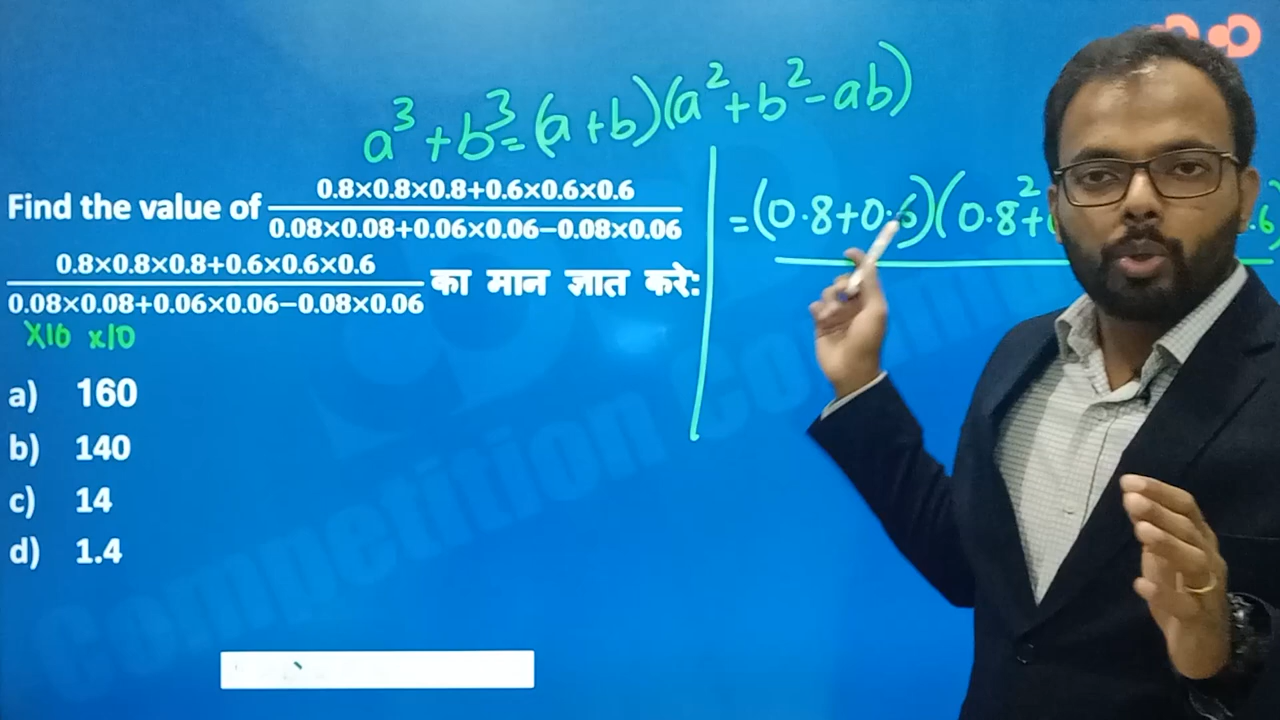 a³+b³=(a+b)(a²+b²-ab)
Find the value of 0.8×0.8×0.8+0.6×0.6×0.6
0.08×0.08+0.06×0.06−0.08×0.06
0.8×0.8×0.8+0.6×0.6×0.6
0.08×0.08+0.06×0.06−0.08×0.06 का मान ज्ञात करे:
x10 x10
=(0.8+0.6)(0.8²+
.6)
a) 160
b) 140
c) 14
d) 1.4
Competition Commun